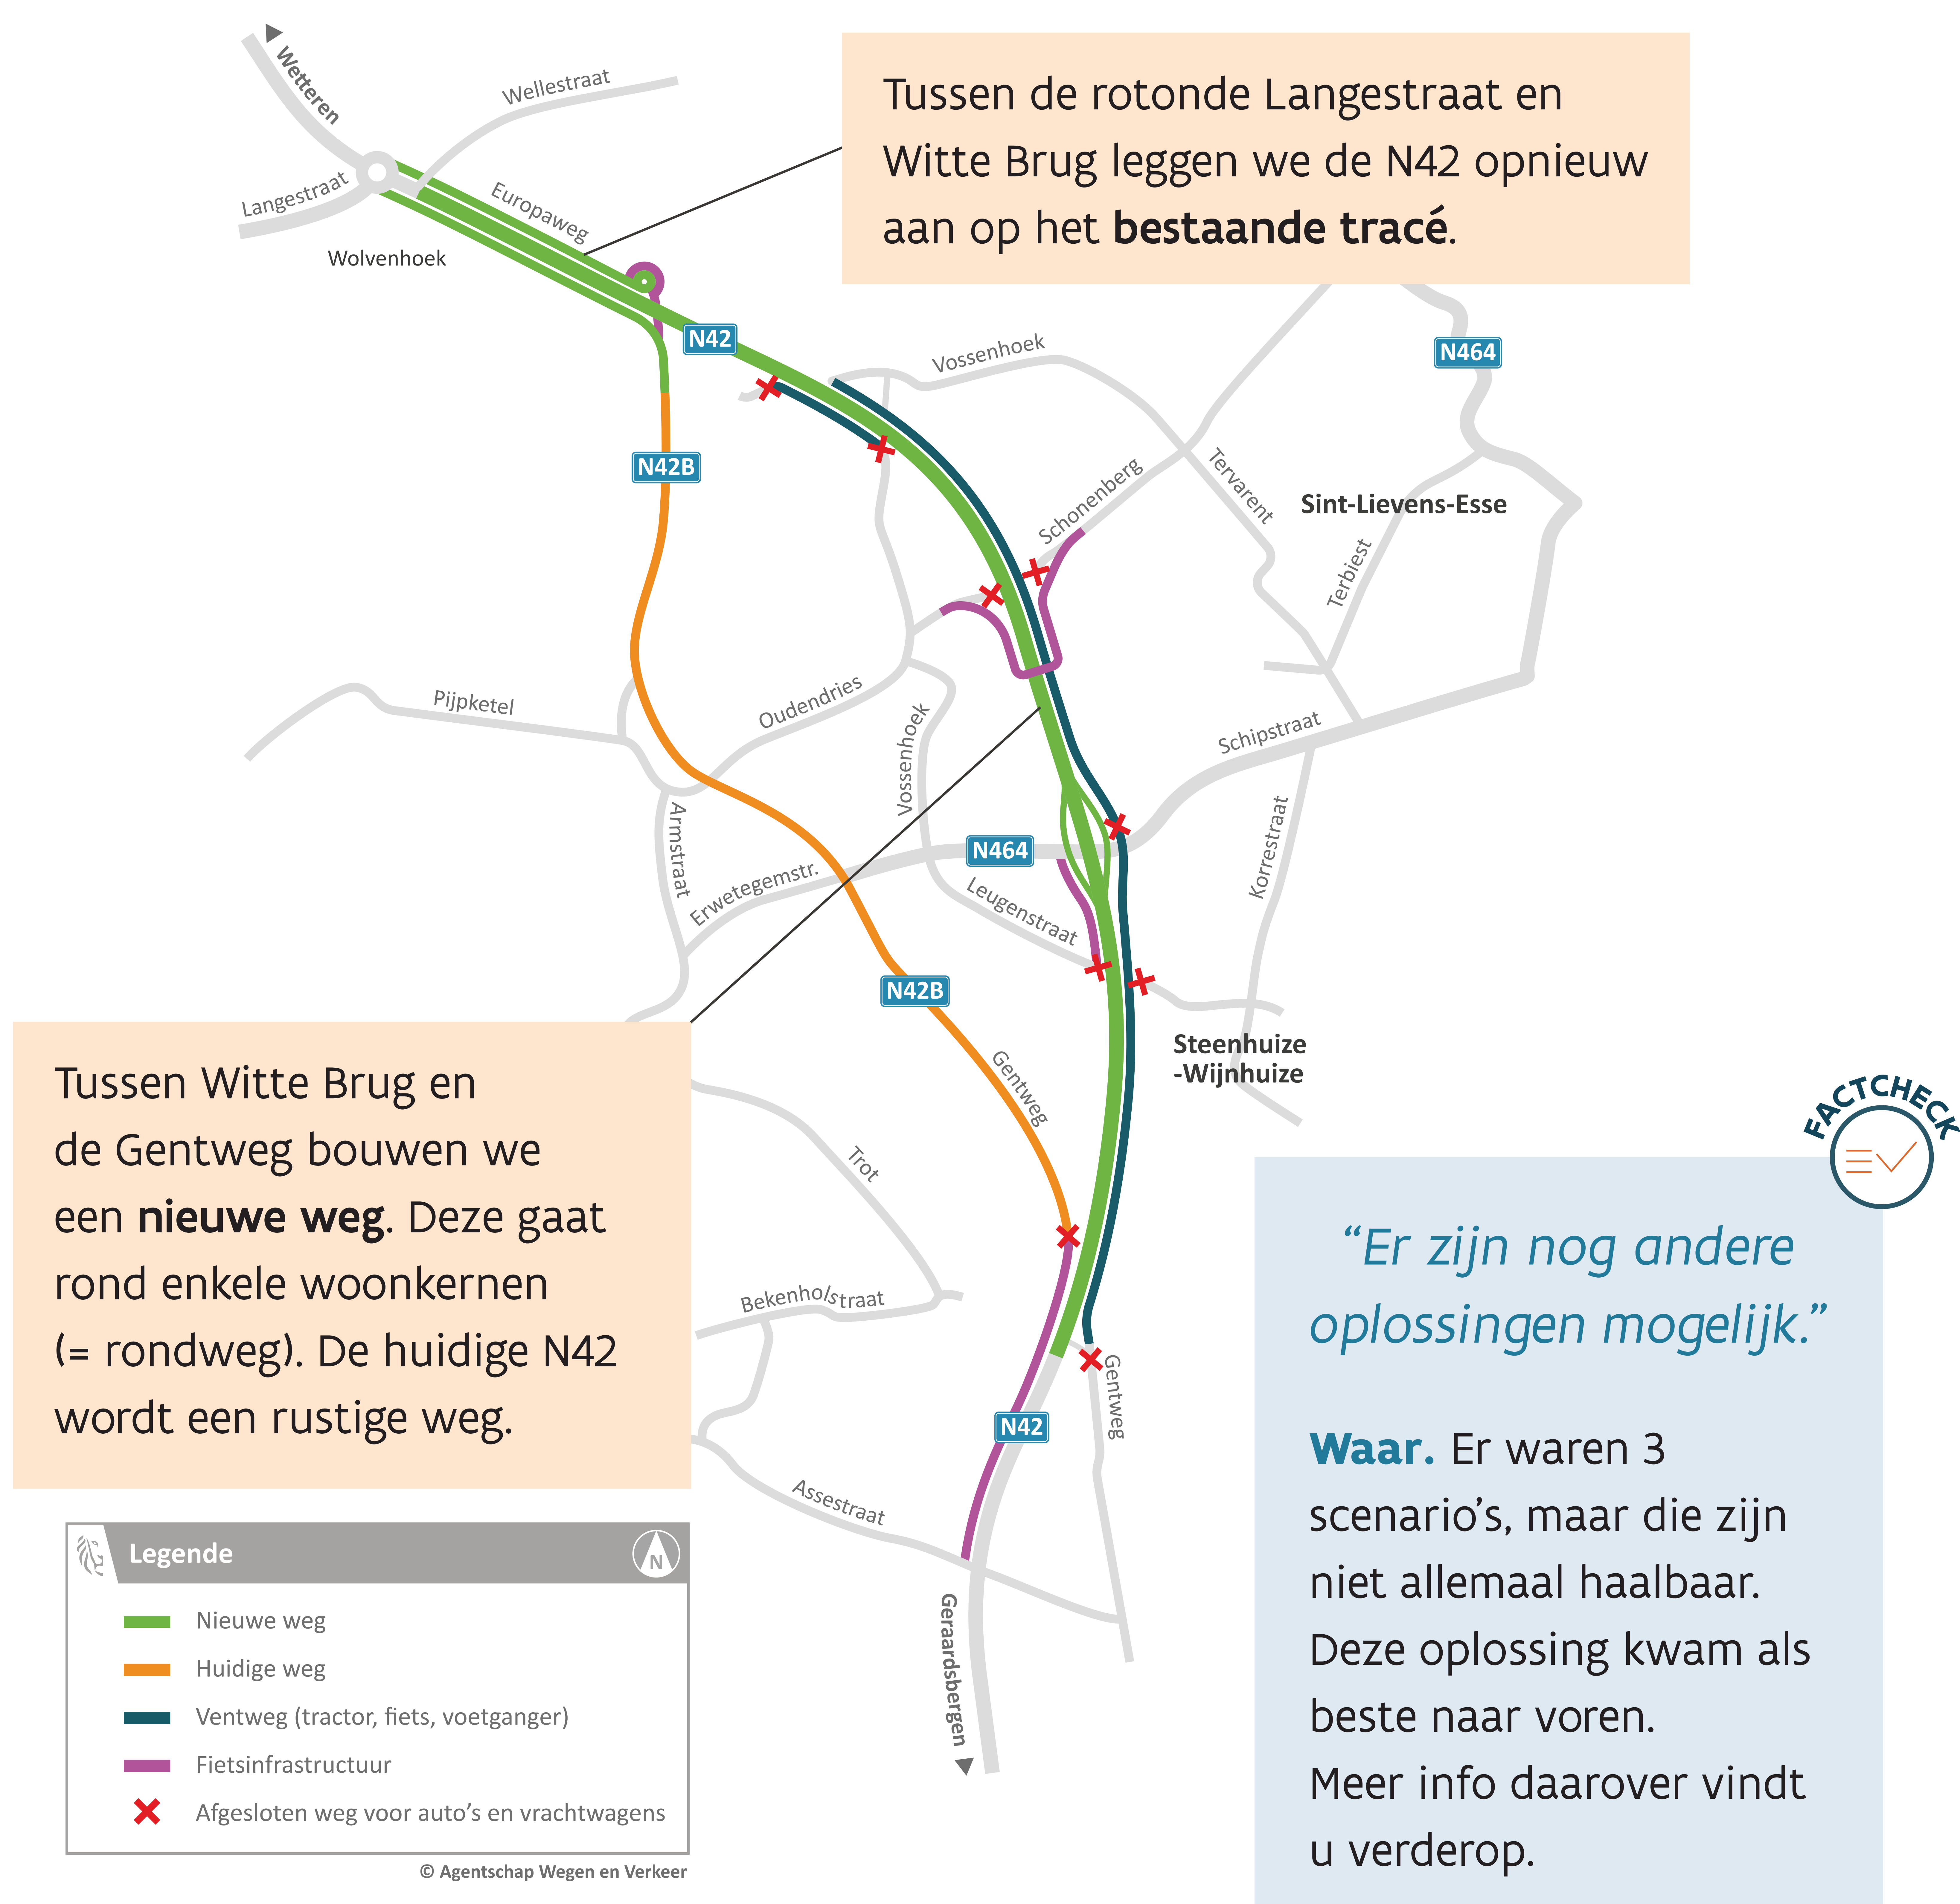 Wetteren
Wellestraat
Langestraat
Europaweg
Wolvenhoek
Tussen de rotonde Langestraat en
Witte Brug leggen we de N42 opnieuw
aan op het bestaande tracé.
N42
Vossenhoek
N464
N42B
Schonenberg
Tervarent
Sint-Lievens-Esse
Terbiest
Pijpketel
Oudendries
Vossenhoek
Schipstraat
Armstraat
Erwetegemstr.
N464
Leugenstraat
Korrestraat
N42B
Gentweg
Steenhuize
-Wijnhuize
Tussen Witte Brug en
de Gentweg bouwen we
een nieuwe weg. Deze gaat
rond enkele woonkernen
(= rondweg). De huidige N42
wordt een rustige weg.
Trot
Bekenholstraat
Gentweg
N42
Assestraat
Geraardsbergen
FACTCHECK
“Er zijn nog andere
oplossingen mogelijk.”
Waar. Er waren 3
scenario’s, maar die zijn
niet allemaal haalbaar.
Deze oplossing kwam als
beste naar voren.
Meer info daarover vindt
u verderop.
Legende
N
Nieuwe weg
Huidige weg
Ventweg (tractor, fiets, voetganger)
Fietsinfrastructuur
Afgesloten weg voor auto’s en vrachtwagens
© Agentschap Wegen en Verkeer